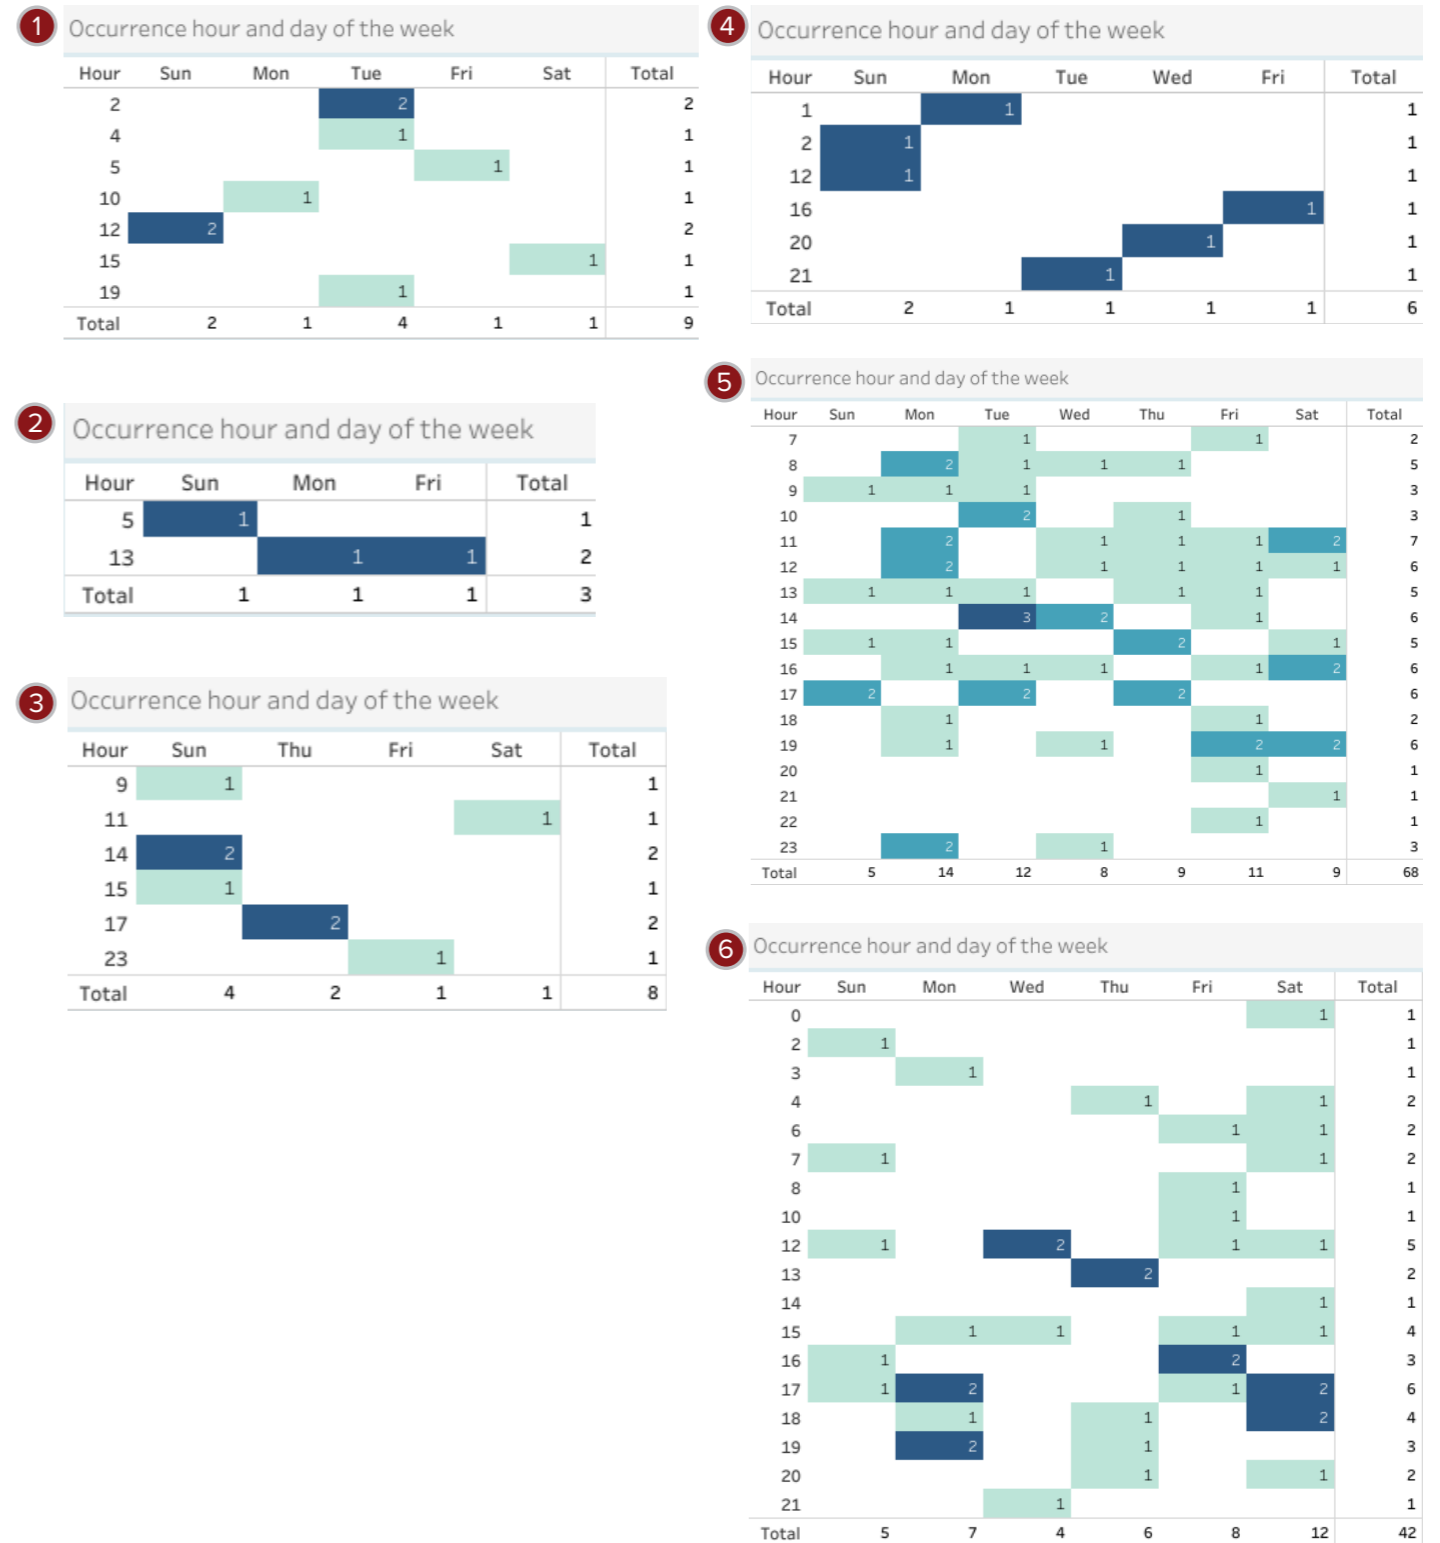 1
Occurrence hour and day of the week
Hour Sun Mon Tue Fri Sat Total
2 2 2
4 1 1
5 1 1
10 1 1
12 2 2
15 1 1
19 1 1
Total 2 1 4 1 1 9
2
Occurrence hour and day of the week
Hour Sun Mon Fri Total
5 1 1
13 1 1 2
Total 1 1 1 3
3
Occurrence hour and day of the week
Hour Sun Thu Fri Sat Total
9 1 1
11 1 1
14 2 2
15 1 1
17 2 2
23 1 1
Total 4 2 1 1 8
4
Occurrence hour and day of the week
Hour Sun Mon Tue Wed Fri Total
1 1 1
2 1 1
12 1 1
16 1 1
20 1 1
21 1 1
Total 2 1 1 1 1 6
5
Occurrence hour and day of the week
Hour Sun Mon Tue Wed Thu Fri Sat Total
7 1 1 2
8 2 1 1 1 5
9 1 1 1 3
10 2 1 3
11 2 1 1 1 2 7
12 2 1 1 1 1 6
13 1 1 1 1 1 5
14 3 2 1 6
15 1 1 2 1 5
16 1 1 1 1 2 6
17 2 2 2 6
18 1 1 2
19 1 1 2 2 6
20 1 1
21 1 1
22 1 1
23 2 1 3
Total 5 14 12 8 9 11 9 68
6
Occurrence hour and day of the week
Hour Sun Mon Wed Thu Fri Sat Total
0 1 1
2 1 1
3 1 1
4 1 1 2
6 1 1 2
7 1 1 2
8 1 1
10 1 1
12 1 2 1 1 5
13 2 2
14 1 1
15 1 1 1 1 4
16 1 2 3
17 1 2 1 2 6
18 1 1 2 4
19 2 1 3
20 1 1 2
21 1 1
Total 5 7 4 6 8 12 42